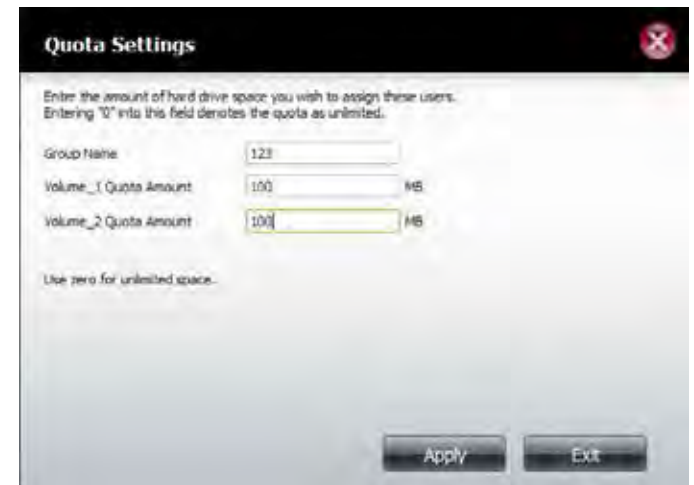 Quota Settings
Enter the amount of hard drive space you wish to assign these users.
Entering "0" into this field denotes the quota as unlimited.
Group Name 123
Volume_1 Quota Amount 100 MB
Volume_2 Quota Amount 100 MB
Use zero for unlimited space.
Apply Exit